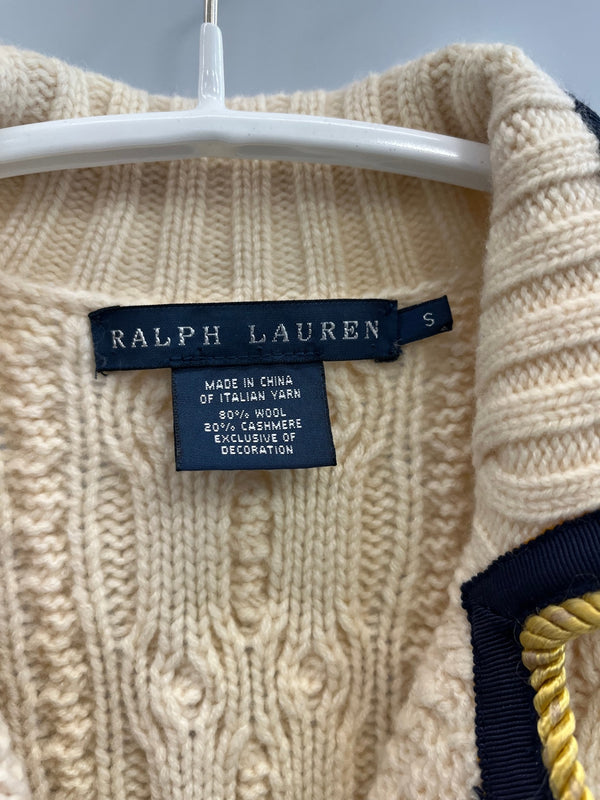 RALPH LAUREN
S
MADE IN CHINA
OF ITALIAN YARN
80% WOOL
20% CASHMERE
EXCLUSIVE OF
DECORATION